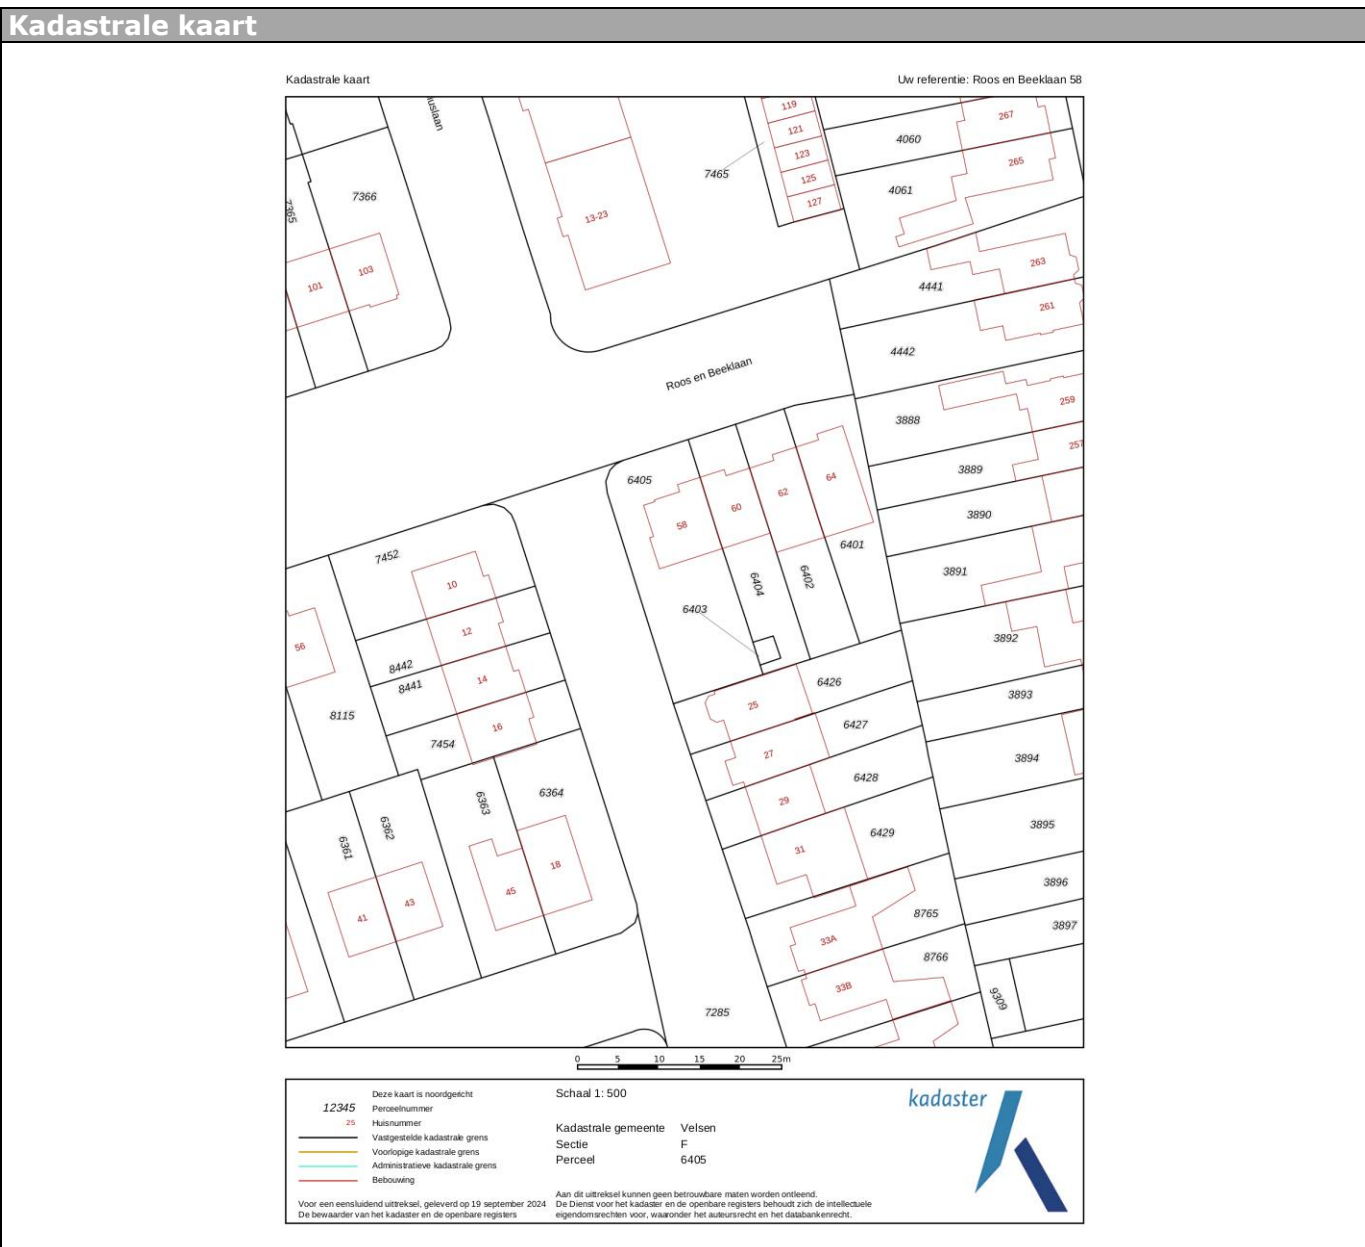 Kadastrale kaart
Kadastrale kaart
Uw referentie: Roos en Beeklaan 58
uslaan
119
121
123
125
127
7465
4060
267
265
4061
7366
7365
13-23
103
101
263
4441
261
4442
Roos en Beeklaan
259
3888
257
3889
6405
64
62
60
58
3890
6401
7452
10
6404
6402
3891
6403
12
56
3892
8442
8441
14
6426
3893
25
8115
16
6427
7454
27
3894
6428
6364
6363
29
3895
6362
6361
6429
31
18
45
3896
43
41
8765
3897
33A
8766
33B
9309
7285
0 5 10 15 20 25m
Deze kaart is noordgericht
12345 Perceelnummer
25 Huisnummer
Vastgestelde kadastrale grens
Voorlopige kadastrale grens
Administratieve kadastrale grens
Bebouwing
Voor een eensluidend uittreksel, geleverd op 19 september 2024
De bewaarder van het kadaster en de openbare registers
Schaal 1: 500
Kadastrale gemeente Velsen
Sectie F
Perceel 6405
Aan dit uittreksel kunnen geen betrouwbare maten worden ontleend.
De Dienst voor het kadaster en de openbare registers behoudt zich de intellectuele
eigendomsrechten voor, waaronder het auteursrecht en het databankenrecht.
kadaster